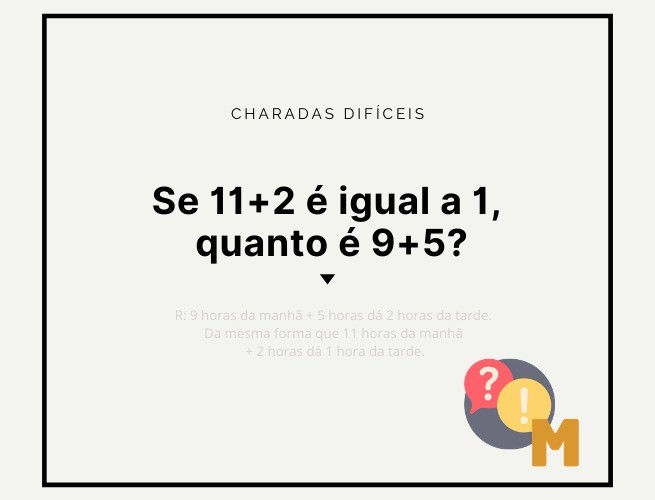 CHARADAS DIFÍCEIS
Se 11+2 é igual a 1,
quanto é 9+5?
R: 9 horas da manhã + 5 horas dá 2 horas da tarde.
Da mesma forma que 11 horas da manhã
+ 2 horas dá 1 hora da tarde.
? !
M